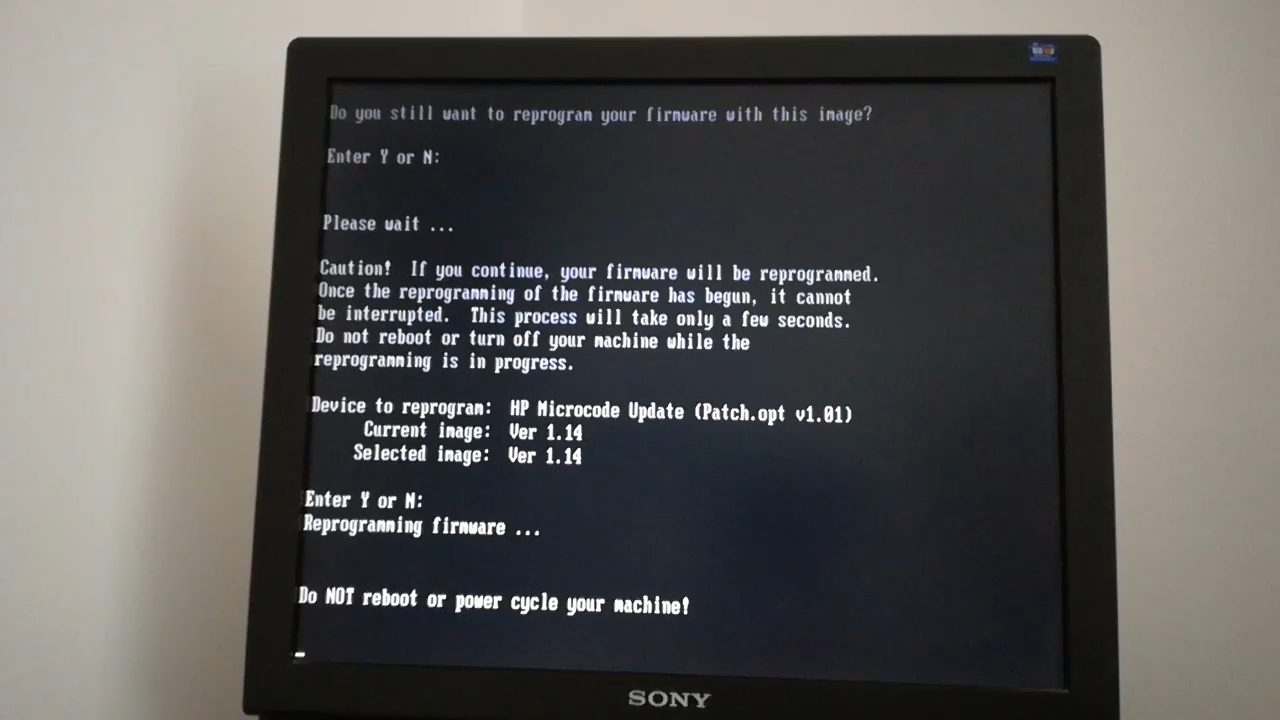 Do you still want to reprogram your firmware with this image?
Enter Y or N:
Please wait ...
Caution!  If you continue, your firmware will be reprogrammed.
Once the reprogramming of the firmware has begun, it cannot
be interrupted.  This process will take only a few seconds.
Do not reboot or turn off your machine while the
reprogramming is in progress.
Device to reprogram:  HP Microcode Update (Patch.opt v1.01)
Current image:  Ver 1.14
Selected image:  Ver 1.14
Enter Y or N:
Reprogramming firmware ...
Do NOT reboot or power cycle your machine!
SONY